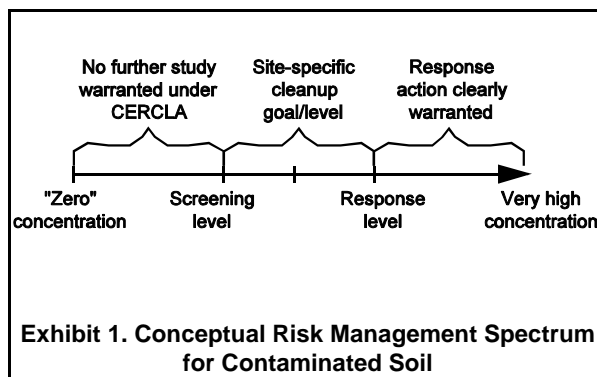 No further study
warranted under
CERCLA
Site-specific
cleanup
goal/level
Response
action clearly
warranted
"Zero"
concentration
Screening
level
Response
level
Very high
concentration
Exhibit 1. Conceptual Risk Management Spectrum
for Contaminated Soil